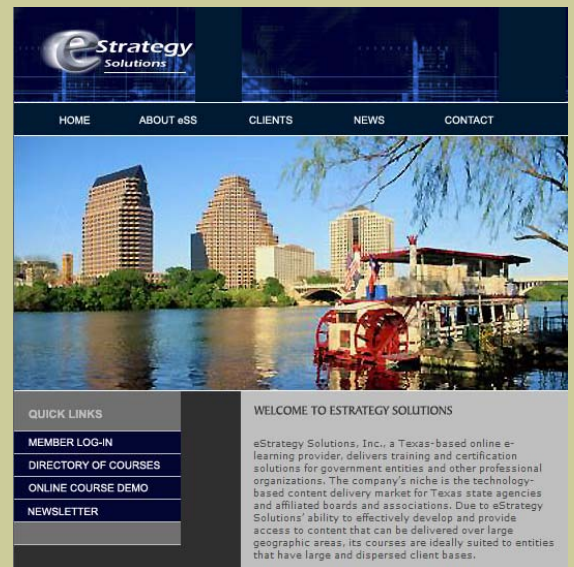 eStrategy
Solutions
HOME ABOUT eSS CLIENTS NEWS CONTACT
QUICK LINKS
MEMBER LOG-IN
DIRECTORY OF COURSES
ONLINE COURSE DEMO
NEWSLETTER
WELCOME TO ESTRATEGY SOLUTIONS
eStrategy Solutions, Inc., a Texas-based online e-
learning provider, delivers training and certification
solutions for government entities and other professional
organizations. The company's niche is the technology-
based content delivery market for Texas state agencies
and affiliated boards and associations. Due to eStrategy
Solutions' ability to effectively develop and provide
access to content that can be delivered over large
geographic areas, its courses are ideally suited to entities
that have large and dispersed client bases.